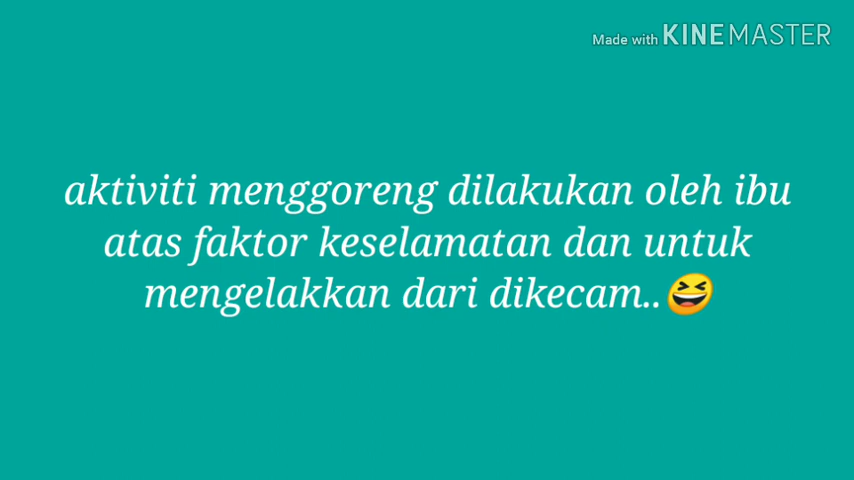 Made with KINEMASTER
aktiviti menggoreng dilakukan oleh ibu
atas faktor keselamatan dan untuk
mengelakkan dari dikecam..😆